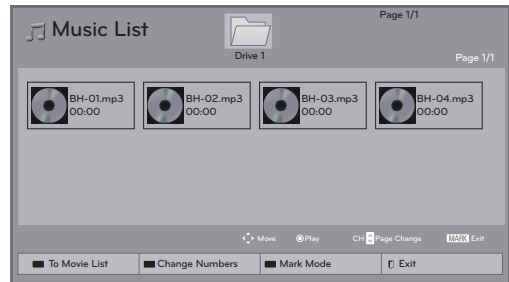 Page 1/1
Music List
Drive 1
Page 1/1
BH-01.mp3
00:00
BH-02.mp3
00:00
BH-03.mp3
00:00
BH-04.mp3
00:00
Move Play CH Page Change MARK Exit
To Movie List Change Numbers Mark Mode Exit